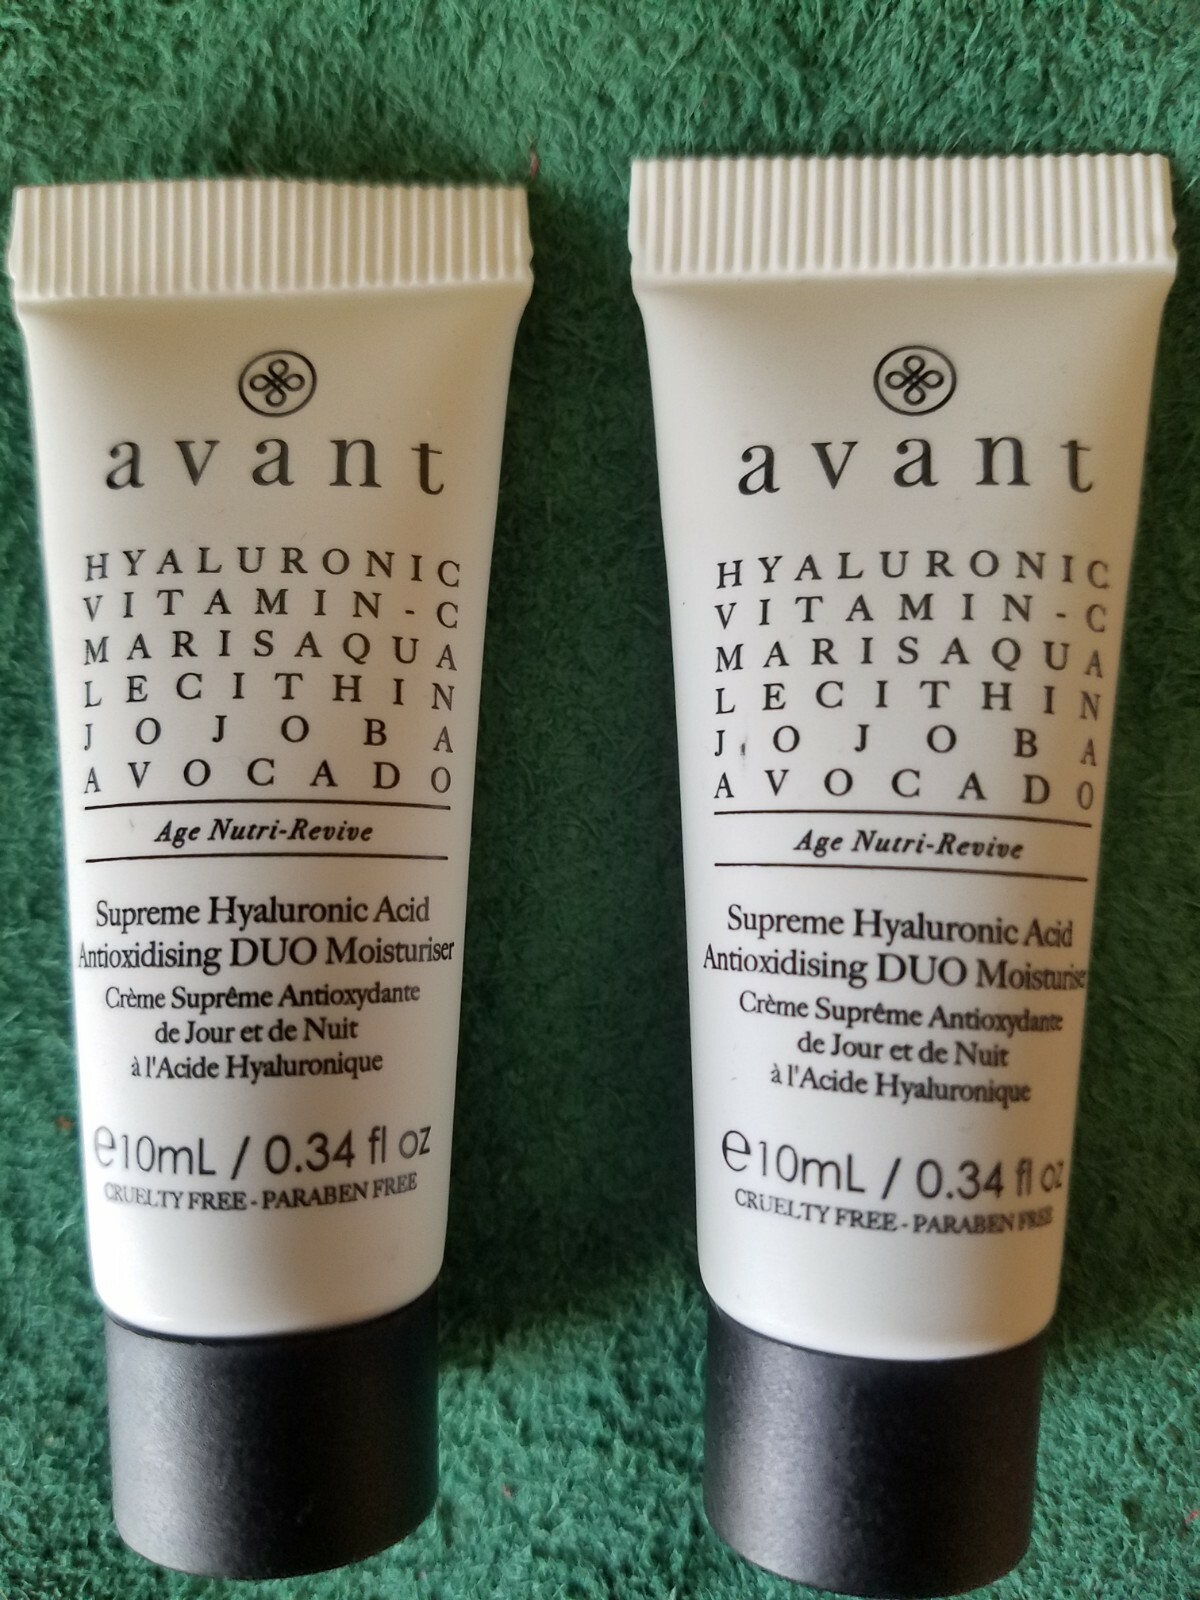 avant
HYALURONIC
VITAMIN-C
MARISAQUA
LECITHIN
JOJOBA
AVOCADO
Age Nutri-Revive
Supreme Hyaluronic Acid
Antioxidising DUO Moisturiser
Crème Suprême Antioxydante
de Jour et de Nuit
à l'Acide Hyaluronique
℮10mL / 0.34 fl oz
CRUELTY FREE - PARABEN FREE
avant
HYALURONIC
VITAMIN-C
MARISAQUA
LECITHIN
JOJOBA
AVOCADO
Age Nutri-Revive
Supreme Hyaluronic Acid
Antioxidising DUO Moisturiser
Crème Suprême Antioxydante
de Jour et de Nuit
à l'Acide Hyaluronique
℮10mL / 0.34 fl oz
CRUELTY FREE - PARABEN FREE